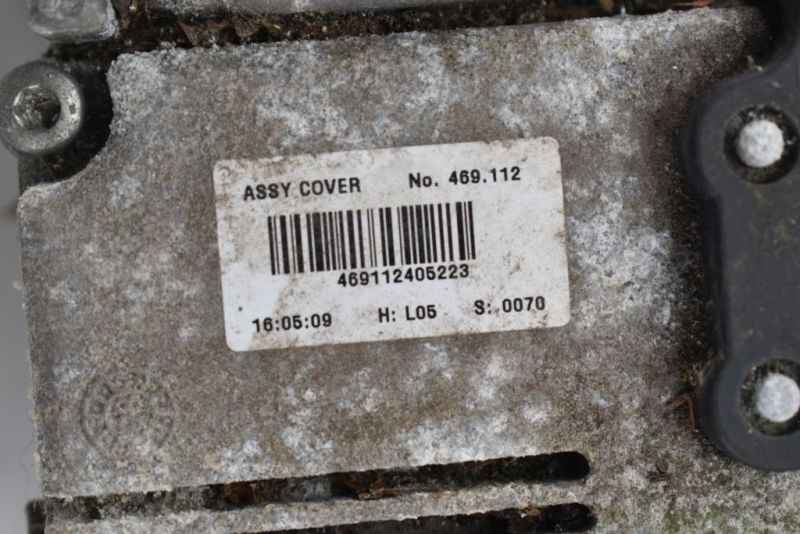 ASSY COVER No. 469.112
469112405223
16:05:09 H: L05 S: 0070